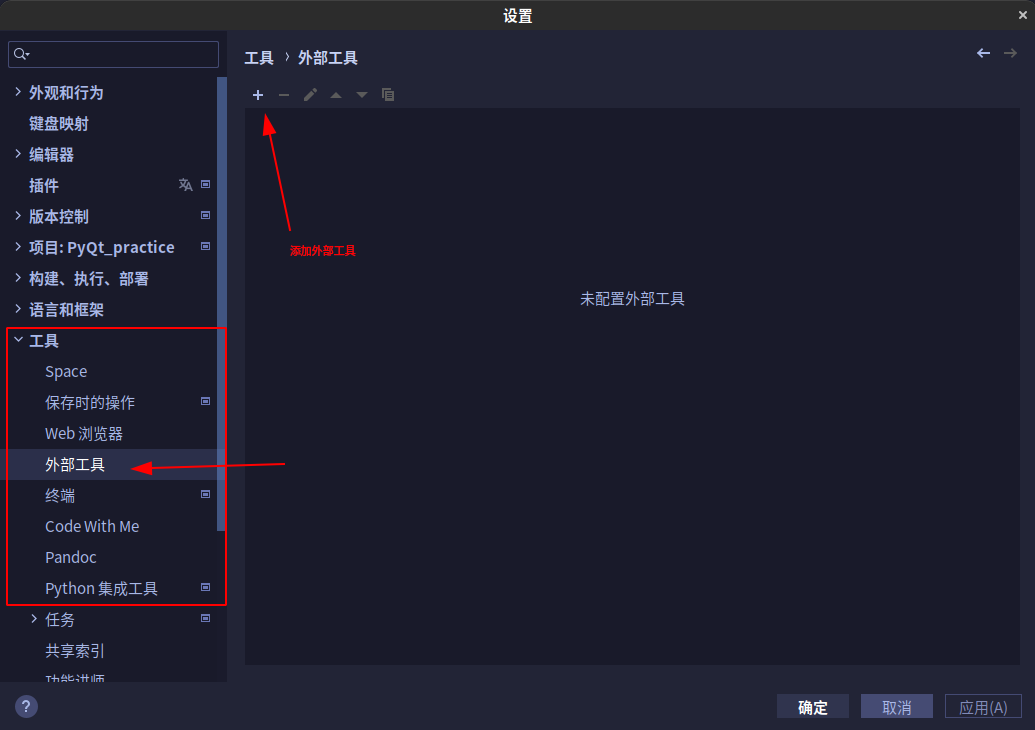 设置
工具 › 外部工具
外观和行为
键盘映射
编辑器
插件
版本控制
项目: PyQt_practice
构建、执行、部署
语言和框架
工具
Space
保存时的操作
Web 浏览器
外部工具
终端
Code With Me
Pandoc
Python 集成工具
任务
共享索引
功能讲师
添加外部工具
未配置外部工具
?
确定
取消
应用(A)